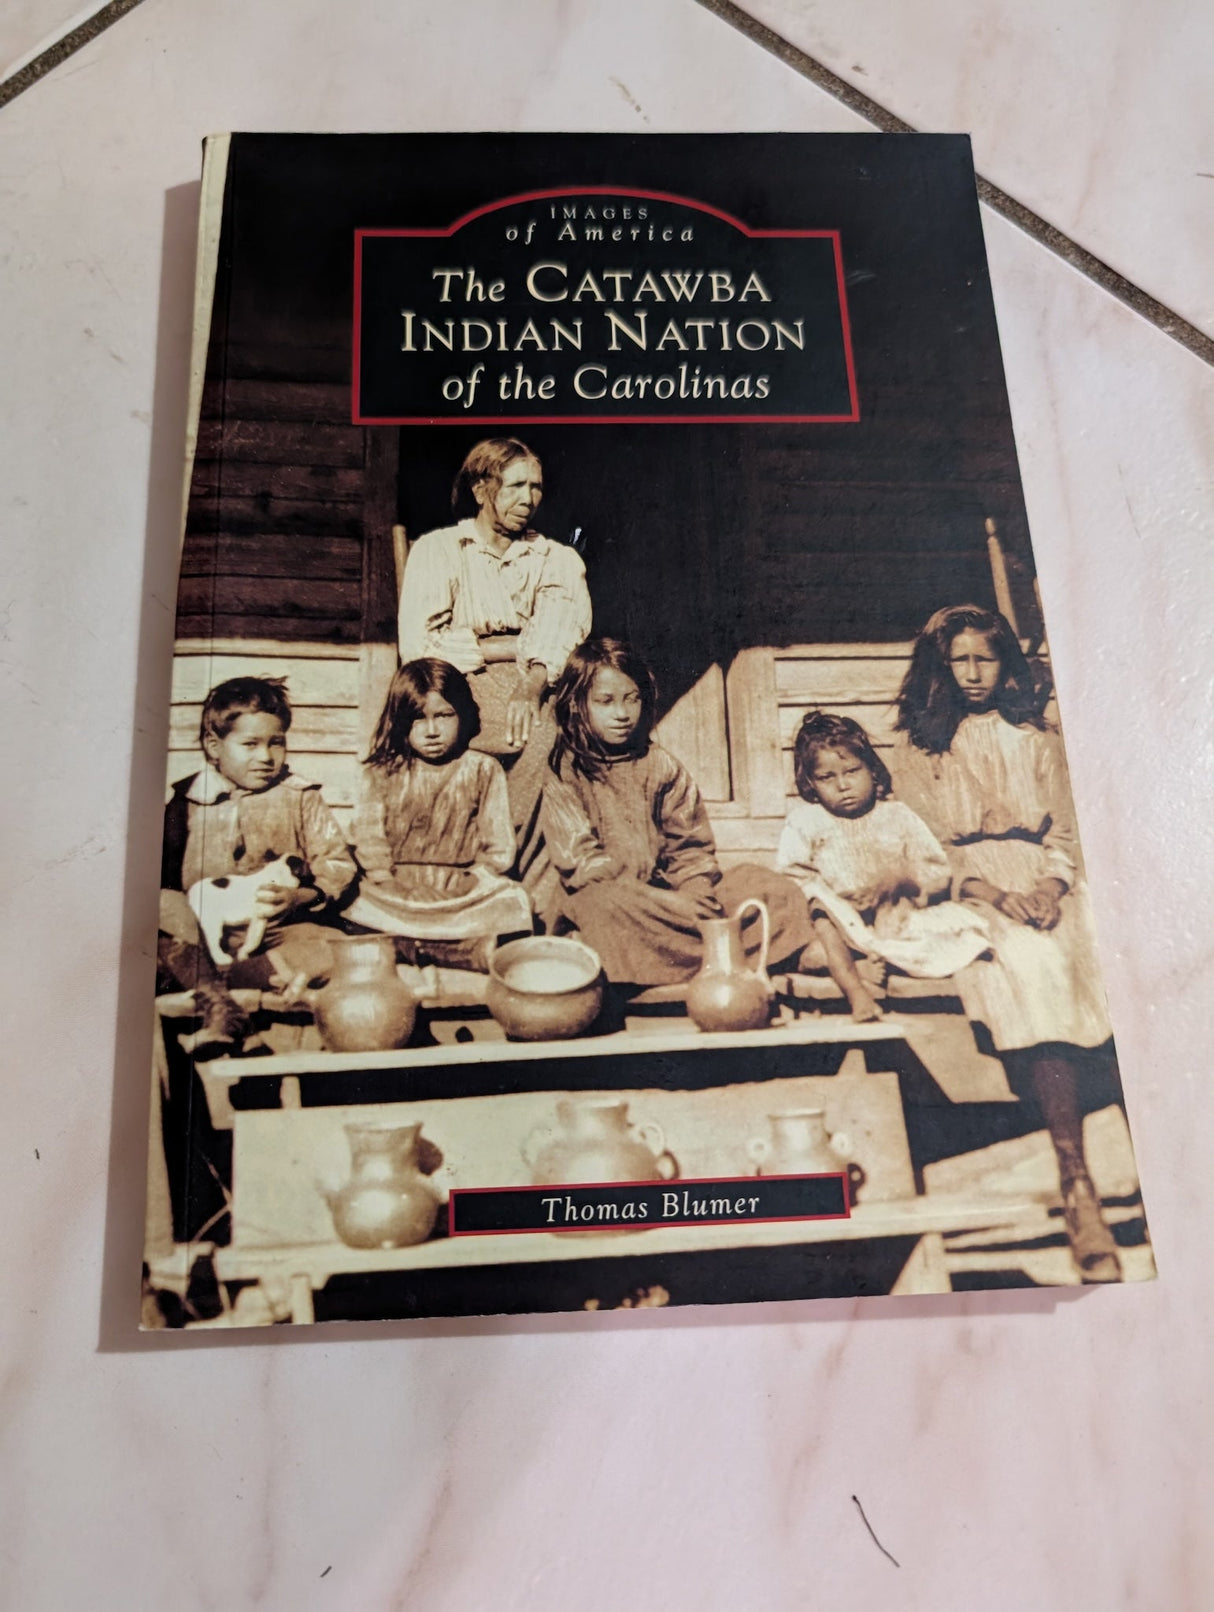 IMAGES
of America
The CATAWBA
INDIAN NATION
of the Carolinas
Thomas Blumer